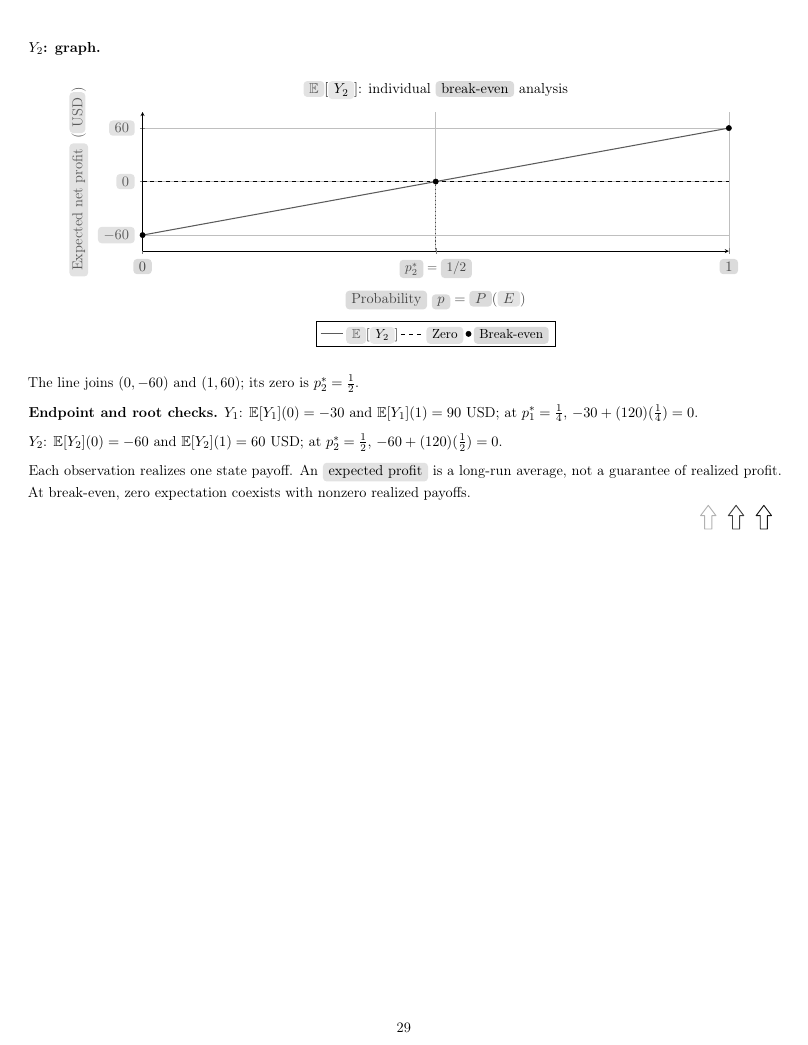 Y₂: graph.
𝔼[Y₂]: individual break-even analysis
Expected net profit (USD)
60
0
−60
0
p₂* = 1/2
1
Probability p = P(E)
𝔼[Y₂] Zero Break-even
The line joins (0, −60) and (1, 60); its zero is p₂* = 1/2.
Endpoint and root checks. Y₁: 𝔼[Y₁](0) = −30 and 𝔼[Y₁](1) = 90 USD; at p₁* = 1/4, −30 + (120)(1/4) = 0.
Y₂: 𝔼[Y₂](0) = −60 and 𝔼[Y₂](1) = 60 USD; at p₂* = 1/2, −60 + (120)(1/2) = 0.
Each observation realizes one state payoff. An expected profit is a long-run average, not a guarantee of realized profit.
At break-even, zero expectation coexists with nonzero realized payoffs.
29